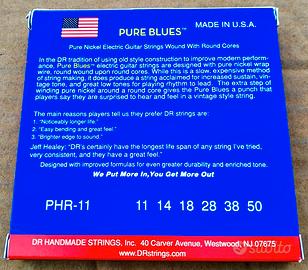 MADE IN U.S.A.
PURE BLUES™
Pure Nickel Electric Guitar Strings Wound With Round Cores
In the DR tradition of using old style construction to improve modern perfor-
mance, Pure Blues™ electric guitar strings are designed with pure nickel wrap
wire, round wound upon round cores. While this is a slow, expensive method
of string making, it does produce a string acclaimed for increased sustain, vin-
tage tone, and great low tones for playing rhythm to lead. The extra step of
winding pure nickel around a round core gives the Pure Blues a punch that
players say they are surprised to hear and feel in a vintage style string.
The main reasons players tell us they prefer DR strings are:
1. "Noticeably longer life."
2. "Easy bending and great feel."
3. "Brighter edge to sound."
Jeff Healey: "DR's certainly have the longest life span of any string I've tried,
very consistent, and they have a great feel."
Designed with improved formulas for even greater durability and enriched tone.
We Put More In,You Get More Out
PHR-11 11 14 18 28 38 50
DR HANDMADE STRINGS, Inc. 40 Carver Avenue, Westwood, NJ 07675
www.DRstrings.com
subito